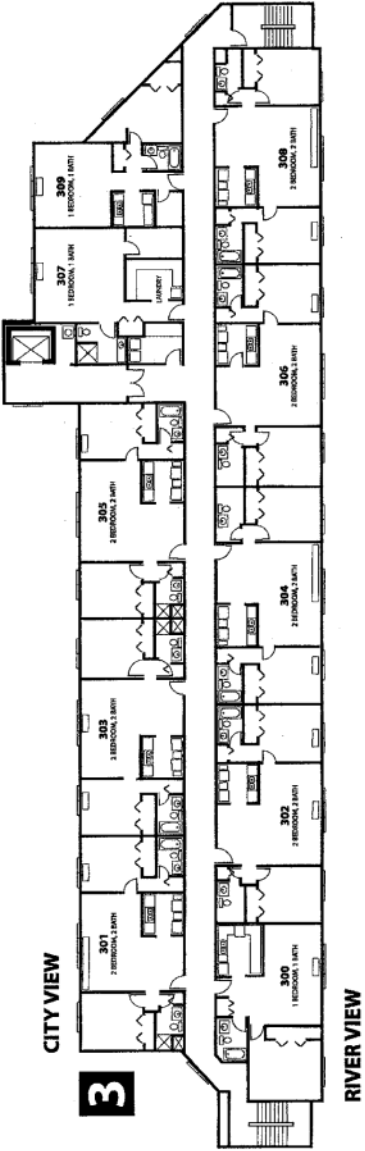 CITY VIEW
3
301
2 BEDROOM, 2 BATH
303
2 BEDROOM, 2 BATH
305
2 BEDROOM, 2 BATH
307
1 BEDROOM, 1 BATH
LAUNDRY
309
1 BEDROOM, 1 BATH
300
1 BEDROOM, 1 BATH
302
2 BEDROOM, 2 BATH
304
2 BEDROOM, 2 BATH
306
2 BEDROOM, 2 BATH
308
2 BEDROOM, 2 BATH
RIVER VIEW